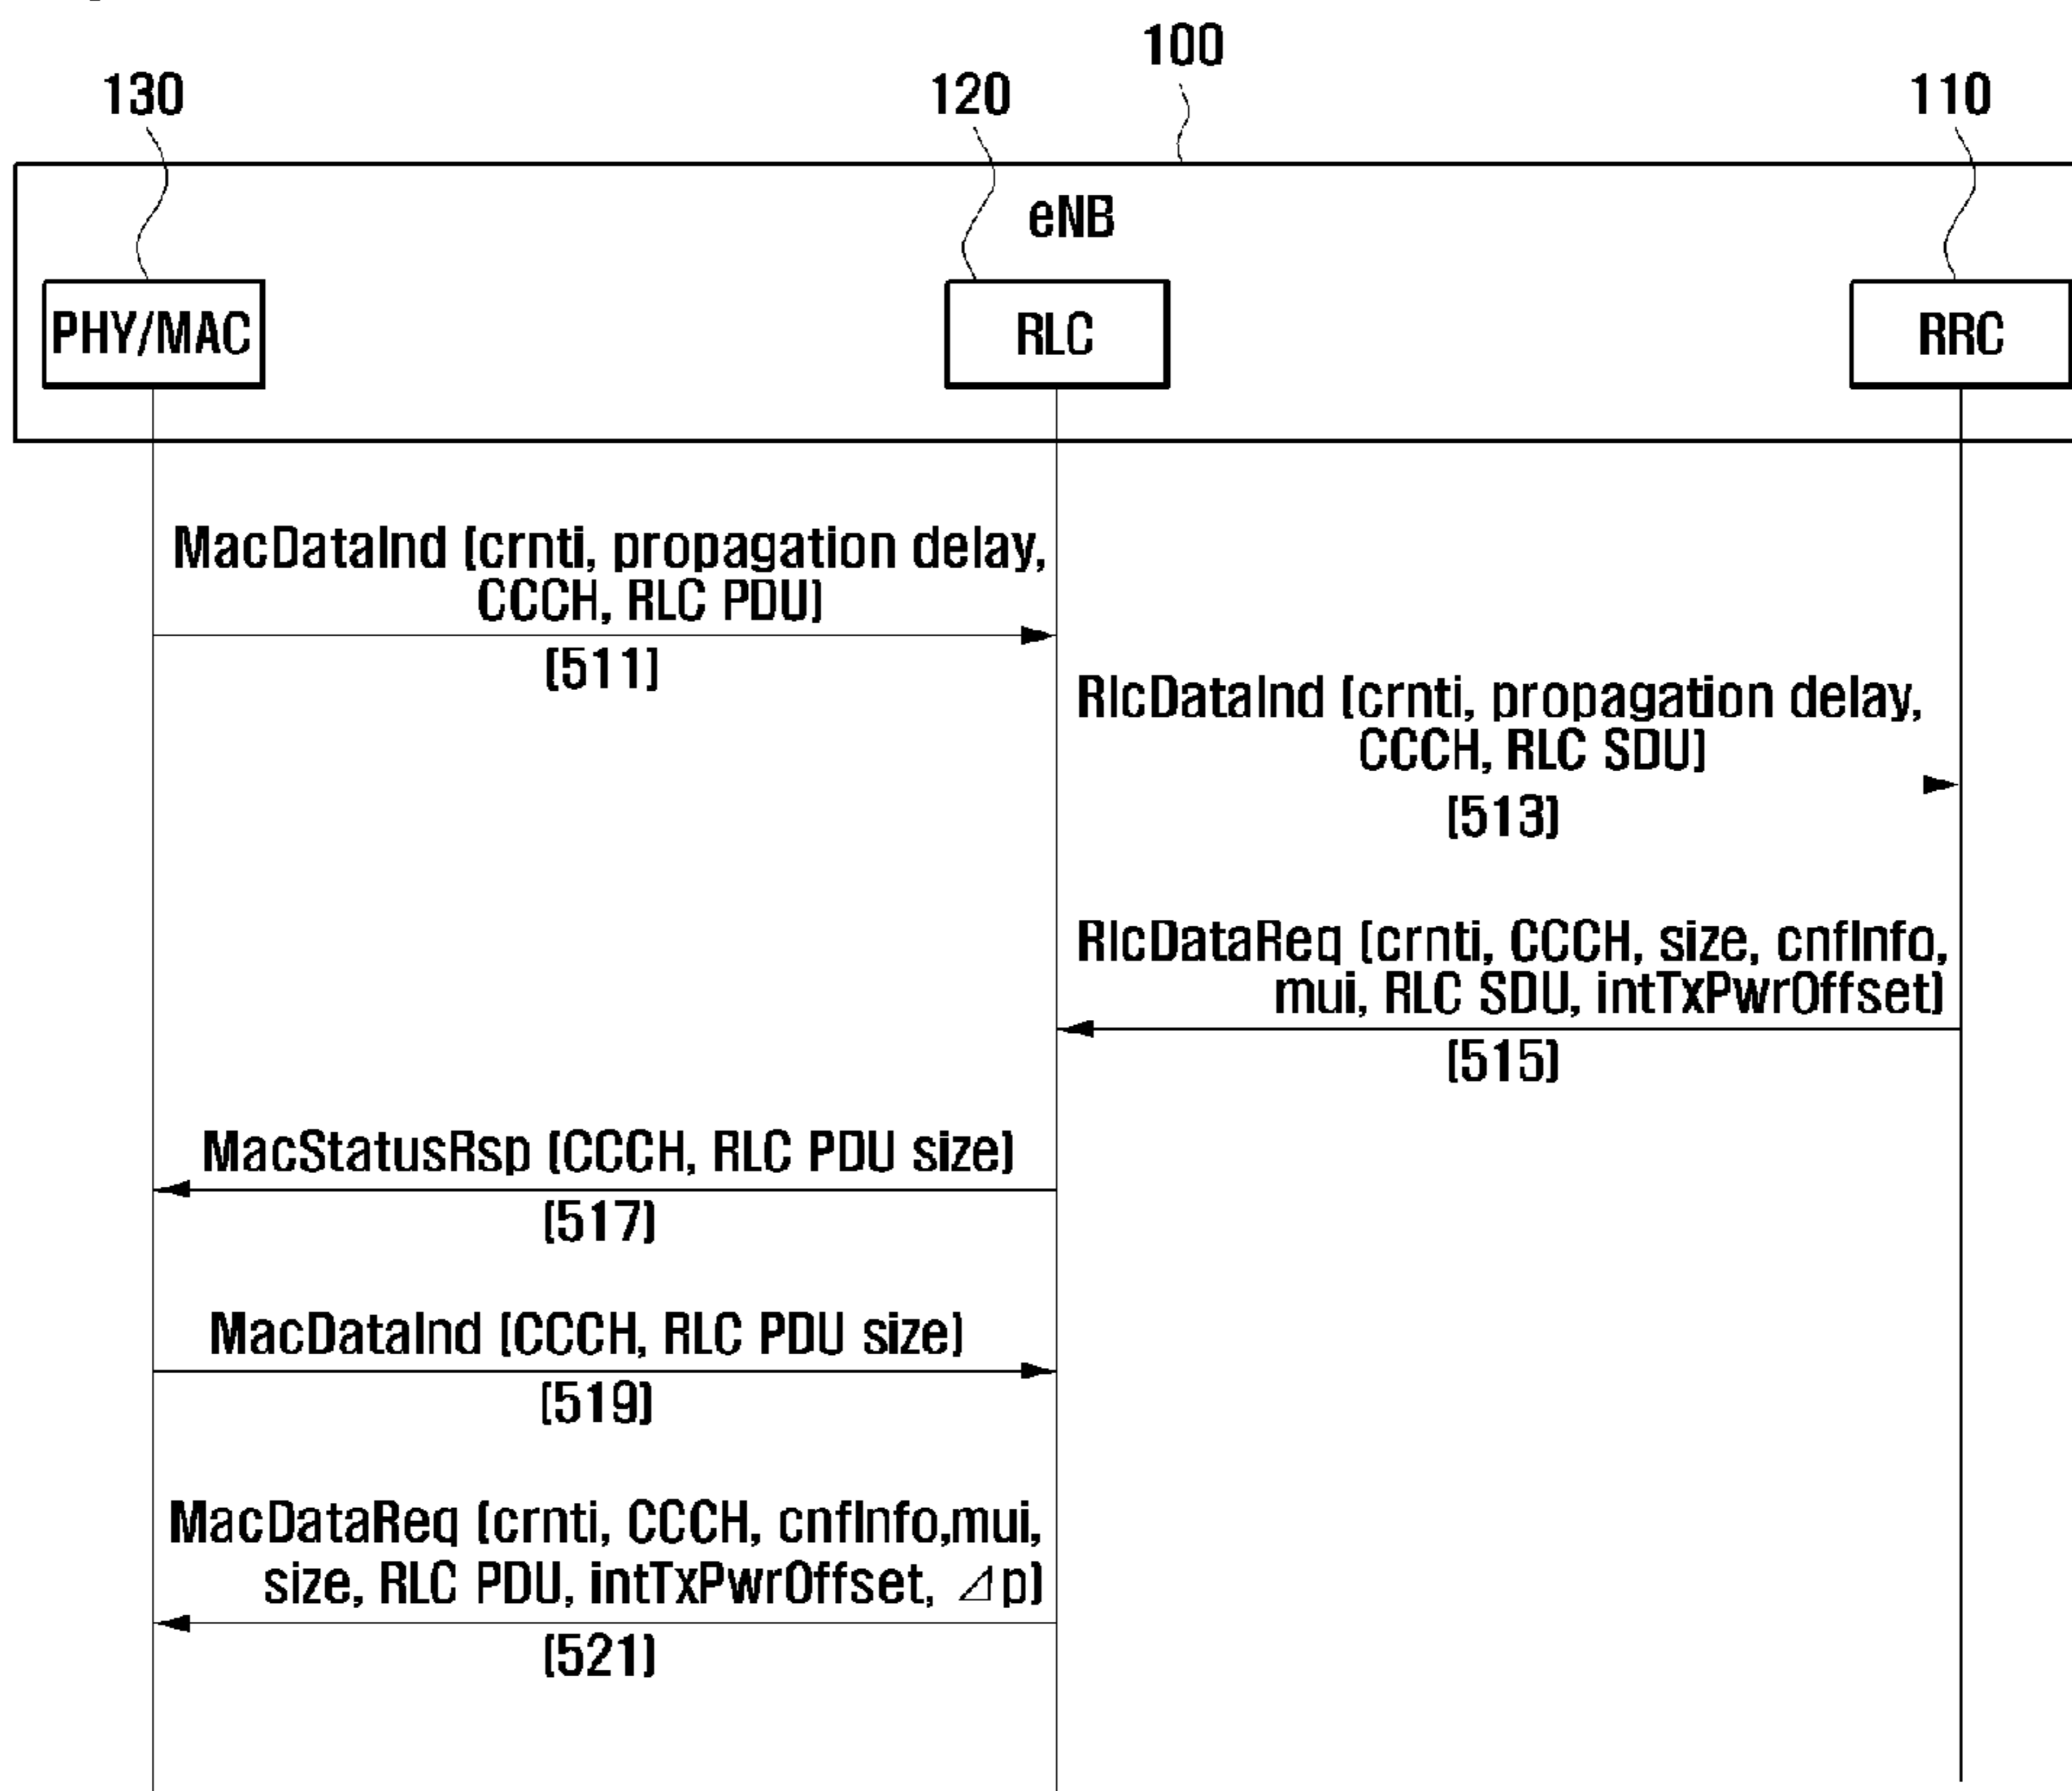 100
130
120
110
eNB
PHY/MAC
RLC
RRC
MacDataInd (crnti, propagation delay,
CCCH, RLC PDU)
(511)
RlcDataInd (crnti, propagation delay,
CCCH, RLC SDU)
(513)
RlcDataReq (crnti, CCCH, size, cnfInfo,
mui, RLC SDU, intTxPwrOffset)
(515)
MacStatusRsp (CCCH, RLC PDU size)
(517)
MacDataInd (CCCH, RLC PDU size)
(519)
MacDataReq (crnti, CCCH, cnfInfo,mui,
size, RLC PDU, intTxPwrOffset, ⊿p)
(521)